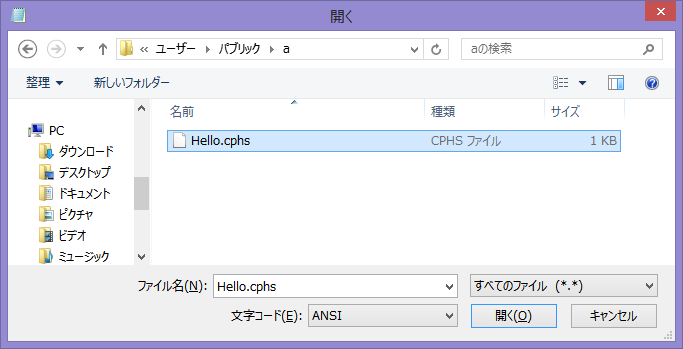 開く
« ユーザー ▸ パブリック ▸ a
aの検索
整理 新しいフォルダー
名前 種類 サイズ
PC
ダウンロード
デスクトップ
ドキュメント
ピクチャ
ビデオ
ミュージック
Hello.cphs CPHS ファイル 1 KB
ファイル名(N): Hello.cphs すべてのファイル (*.*)
文字コード(E): ANSI 開く(O) キャンセル